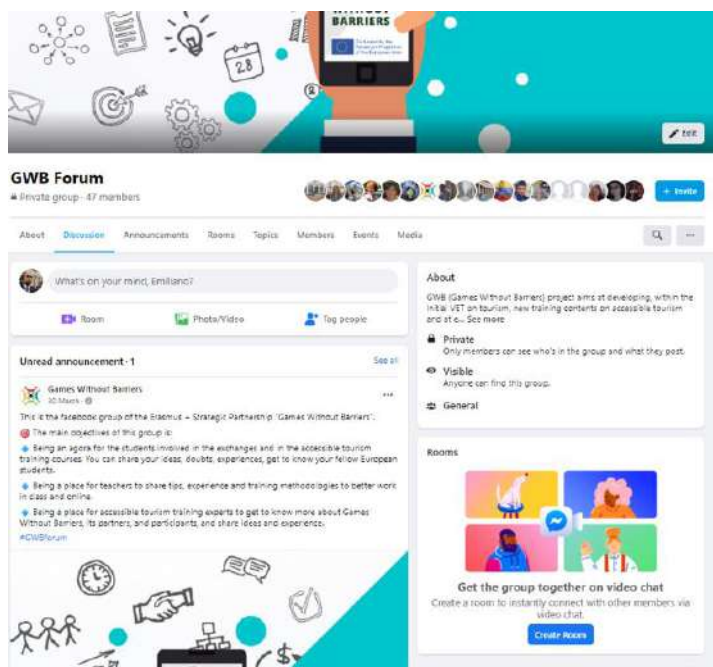 WITHOUT
BARRIERS
28
Edit
GWB Forum
Private group · 47 members
+ Invite
About Discussion Announcements Rooms Topics Members Events Media
What's on your mind, Emiliano?
Room Photo/Video Tag people
Unread announcement · 1 See all
Games Without Barriers
30 March
This is the facebook group of the Erasmus + Strategic Partnership "Games Without Barriers".
The main objectives of this group is:
Being an agora for the students involved in the exchanges and in the accessible tourism
training courses. You can share your ideas, doubts, experiences, get to know your fellow European
students.
Being a place for teachers to share tips, experience and training methodologies to better work
in class and online.
Being a place for accessible tourism training experts to get to know more about Games
Without Barriers, its partners, and participants, and share ideas and experience.
#GWBforum
About
GWB (Games Without Barriers) project aims at developing, within the
Initial VET on tourism, new training contents on accessible tourism
and at e... See more
Private
Only members can see who's in the group and what they post.
Visible
Anyone can find this group.
General
Rooms
Get the group together on video chat
Create a room to instantly connect with other members via
video chat.
Create Room